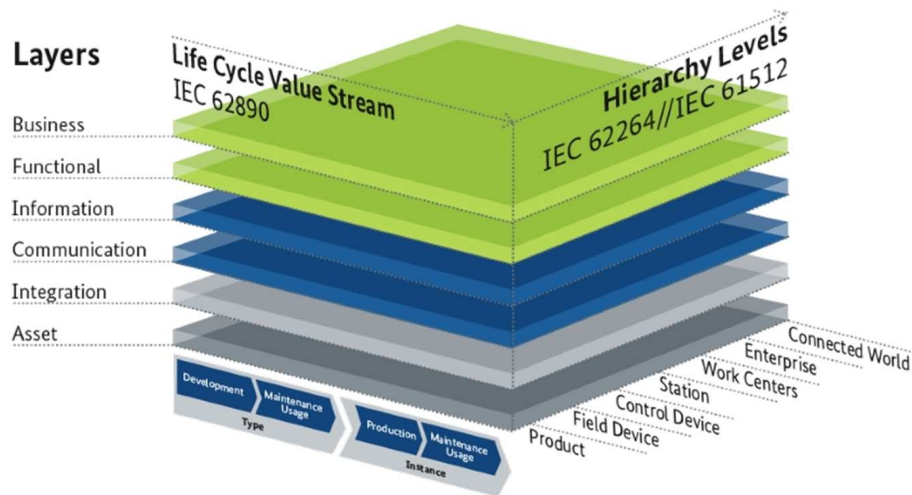 Layers
Life Cycle Value Stream
IEC 62890
Hierarchy Levels
IEC 62264//IEC 61512
Business
Functional
Information
Communication
Integration
Asset
Development
Maintenance
Usage
Type
Production
Maintenance
Usage
Instance
Product
Field Device
Control Device
Station
Work Centers
Enterprise
Connected World